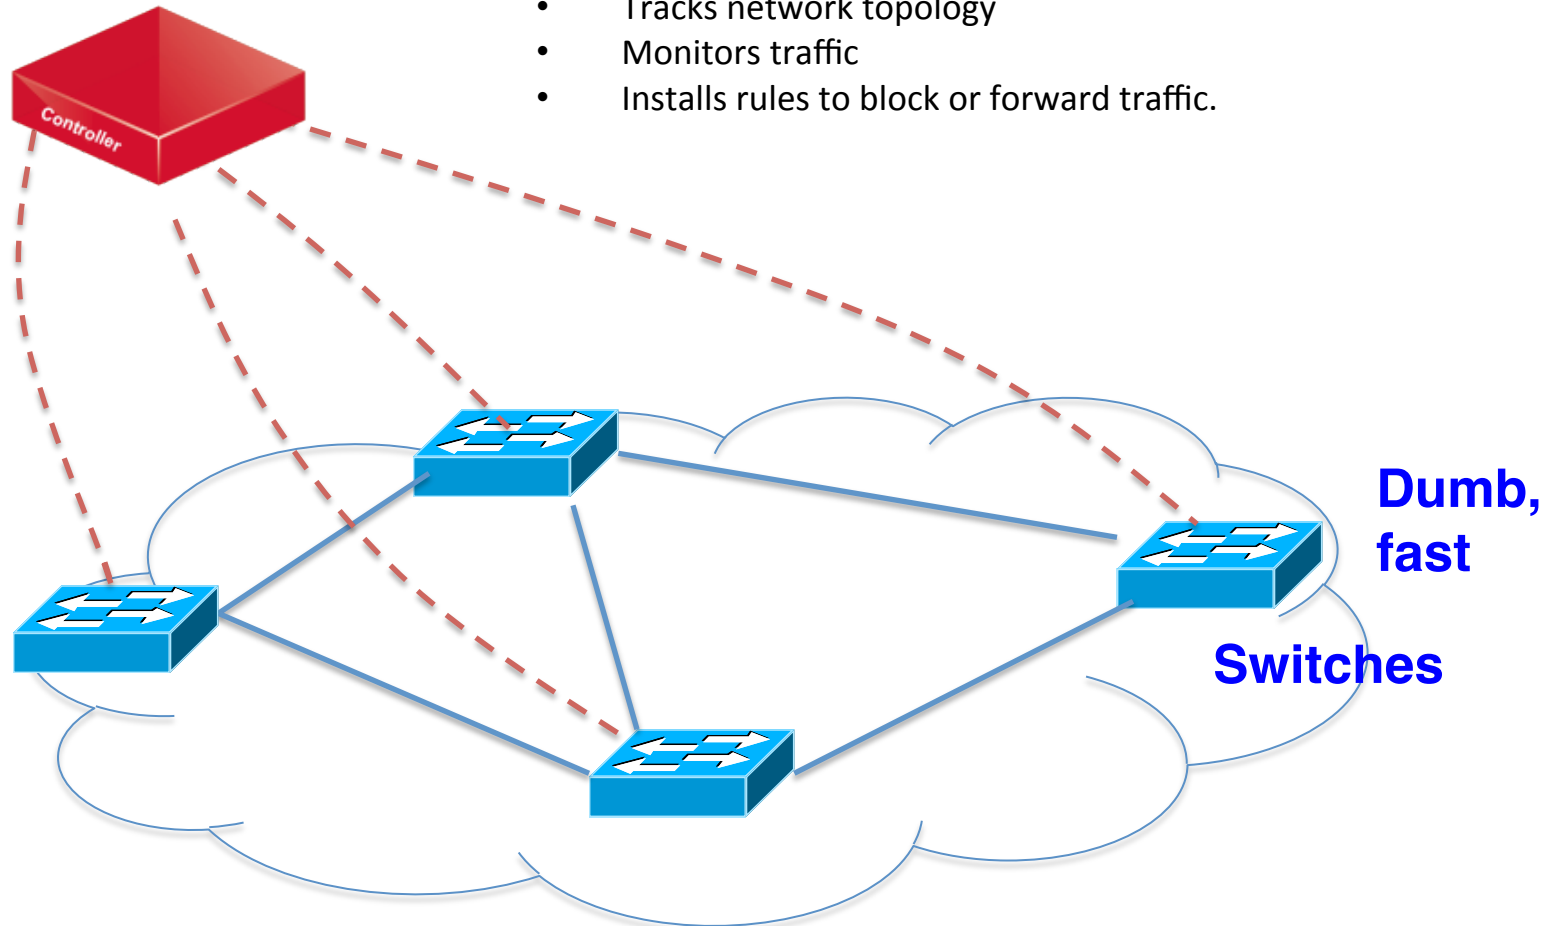 • Tracks network topology
• Monitors traffic
• Installs rules to block or forward traffic.
Controller
Dumb,
fast
Switches